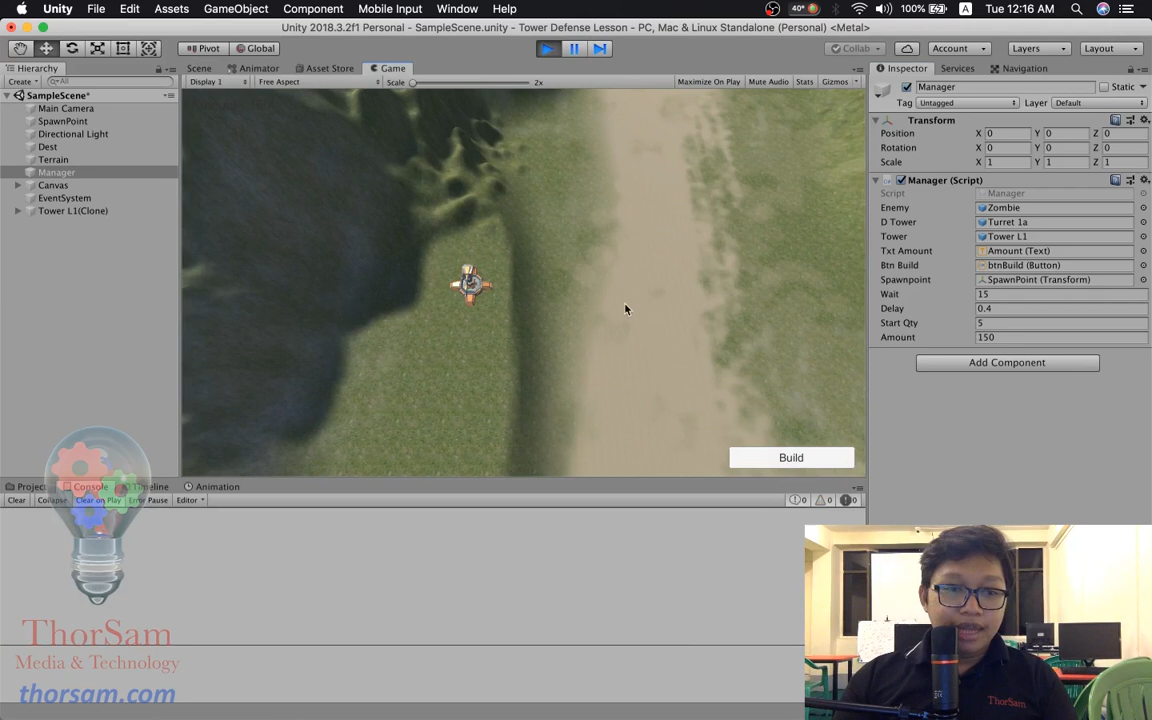 Unity File Edit Assets GameObject Component Mobile Input Window Help 40° 100% A Tue 12:16 AM
Unity 2018.3.2f1 Personal - SampleScene.unity - Tower Defense Lesson - PC, Mac & Linux Standalone (Personal) <Metal>
Pivot Global Collab Account Layers Layout
Hierarchy
Create All
SampleScene*
Main Camera
SpawnPoint
Directional Light
Dest
Terrain
Manager
Canvas
EventSystem
Tower L1(Clone)
Scene Animator Asset Store Game
Display 1 Free Aspect Scale 2x Maximize On Play Mute Audio Stats Gizmos
Build
Inspector Services Navigation
Manager Static
Tag Untagged Layer Default
Transform
Position X 0 Y 0 Z 0
Rotation X 0 Y 0 Z 0
Scale X 1 Y 1 Z 1
Manager (Script)
Script Manager
Enemy Zombie
D Tower Turret 1a
Tower Tower L1
Txt Amount Amount (Text)
Btn Build btnBuild (Button)
Spawnpoint SpawnPoint (Transform)
Wait 15
Delay 0.4
Start Qty 5
Amount 150
Add Component
Project Console Timeline Animation
Clear Collapse Clear on Play Error Pause Editor 0 0 0
ThorSam
Media & Technology
thorsam.com
ThorSam